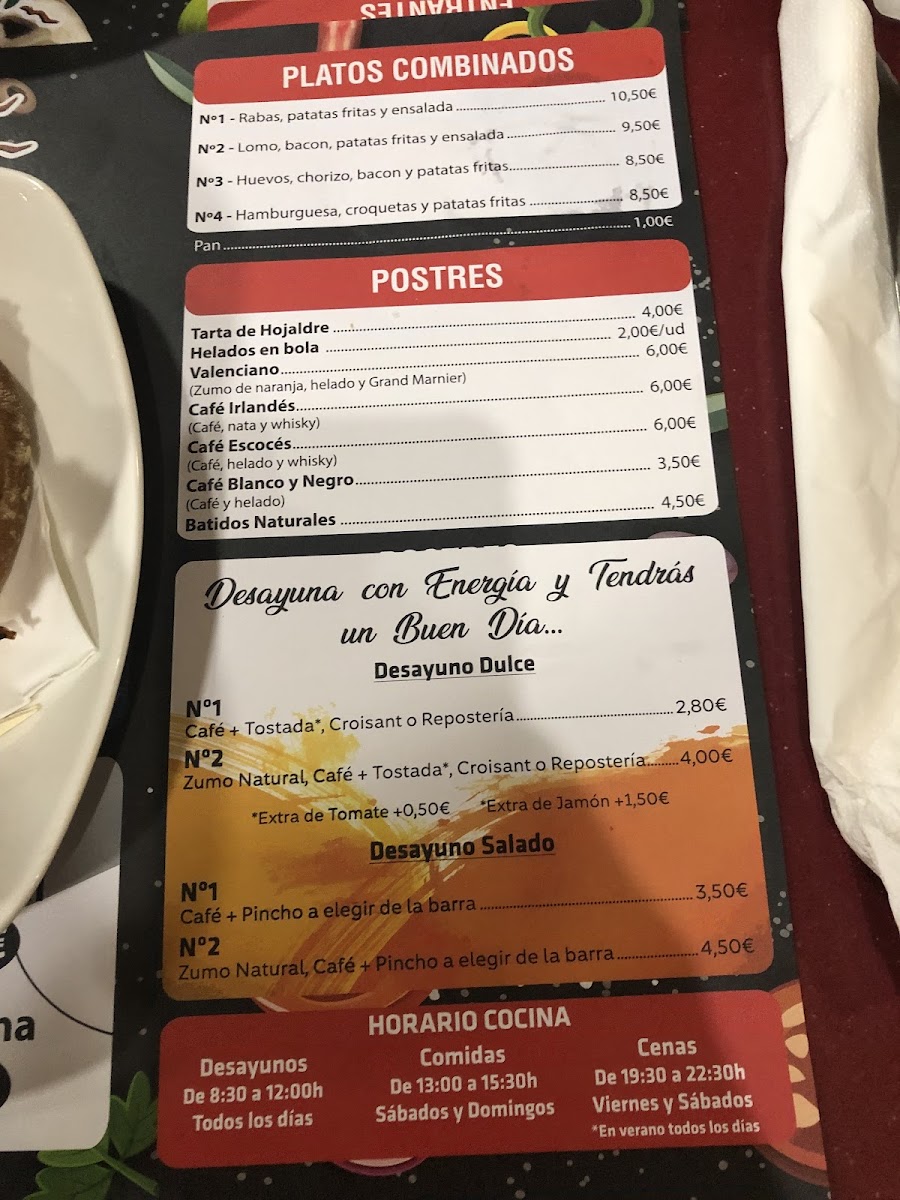 ENTRANTES
PLATOS COMBINADOS
Nº1 - Rabas, patatas fritas y ensalada 10,50€
Nº2 - Lomo, bacon, patatas fritas y ensalada 9,50€
Nº3 - Huevos, chorizo, bacon y patatas fritas 8,50€
Nº4 - Hamburguesa, croquetas y patatas fritas 8,50€
Pan 1,00€
POSTRES
Tarta de Hojaldre 4,00€
Helados en bola 2,00€/ud
Valenciano 6,00€
(Zumo de naranja, helado y Grand Marnier)
Café Irlandés 6,00€
(Café, nata y whisky)
Café Escocés 6,00€
(Café, helado y whisky)
Café Blanco y Negro 3,50€
(Café y helado)
Batidos Naturales 4,50€
Desayuna con Energía y Tendrás
un Buen Día...
Desayuno Dulce
Nº1
Café + Tostada*, Croisant o Repostería 2,80€
Nº2
Zumo Natural, Café + Tostada*, Croisant o Repostería 4,00€
*Extra de Tomate +0,50€ *Extra de Jamón +1,50€
Desayuno Salado
Nº1
Café + Pincho a elegir de la barra 3,50€
Nº2
Zumo Natural, Café + Pincho a elegir de la barra 4,50€
HORARIO COCINA
Desayunos
De 8:30 a 12:00h
Todos los días
Comidas
De 13:00 a 15:30h
Sábados y Domingos
Cenas
De 19:30 a 22:30h
Viernes y Sábados
*En verano todos los días